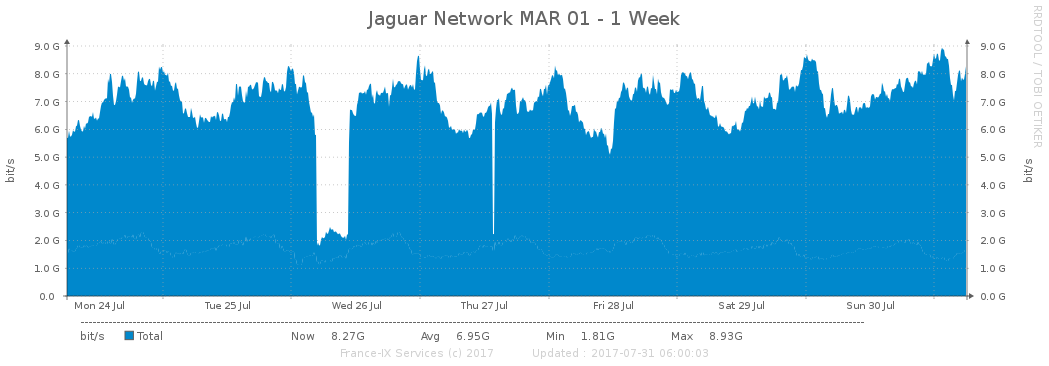 Jaguar Network MAR 01 - 1 Week
RRDTOOL / TOBI OETIKER
9.0 G 9.0 G
8.0 G 8.0 G
7.0 G 7.0 G
6.0 G 6.0 G
5.0 G 5.0 G
4.0 G 4.0 G
3.0 G 3.0 G
2.0 G 2.0 G
1.0 G 1.0 G
0.0 0.0 G
bit/s bit/s
Mon 24 Jul Tue 25 Jul Wed 26 Jul Thu 27 Jul Fri 28 Jul Sat 29 Jul Sun 30 Jul
bit/s Total Now 8.27G Avg 6.95G Min 1.81G Max 8.93G
France-IX Services (c) 2017 Updated : 2017-07-31 06:00:03